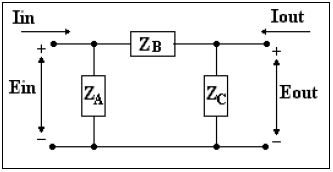 Iin Iout
+ ZB +
Ein ZA ZC Eout
− −